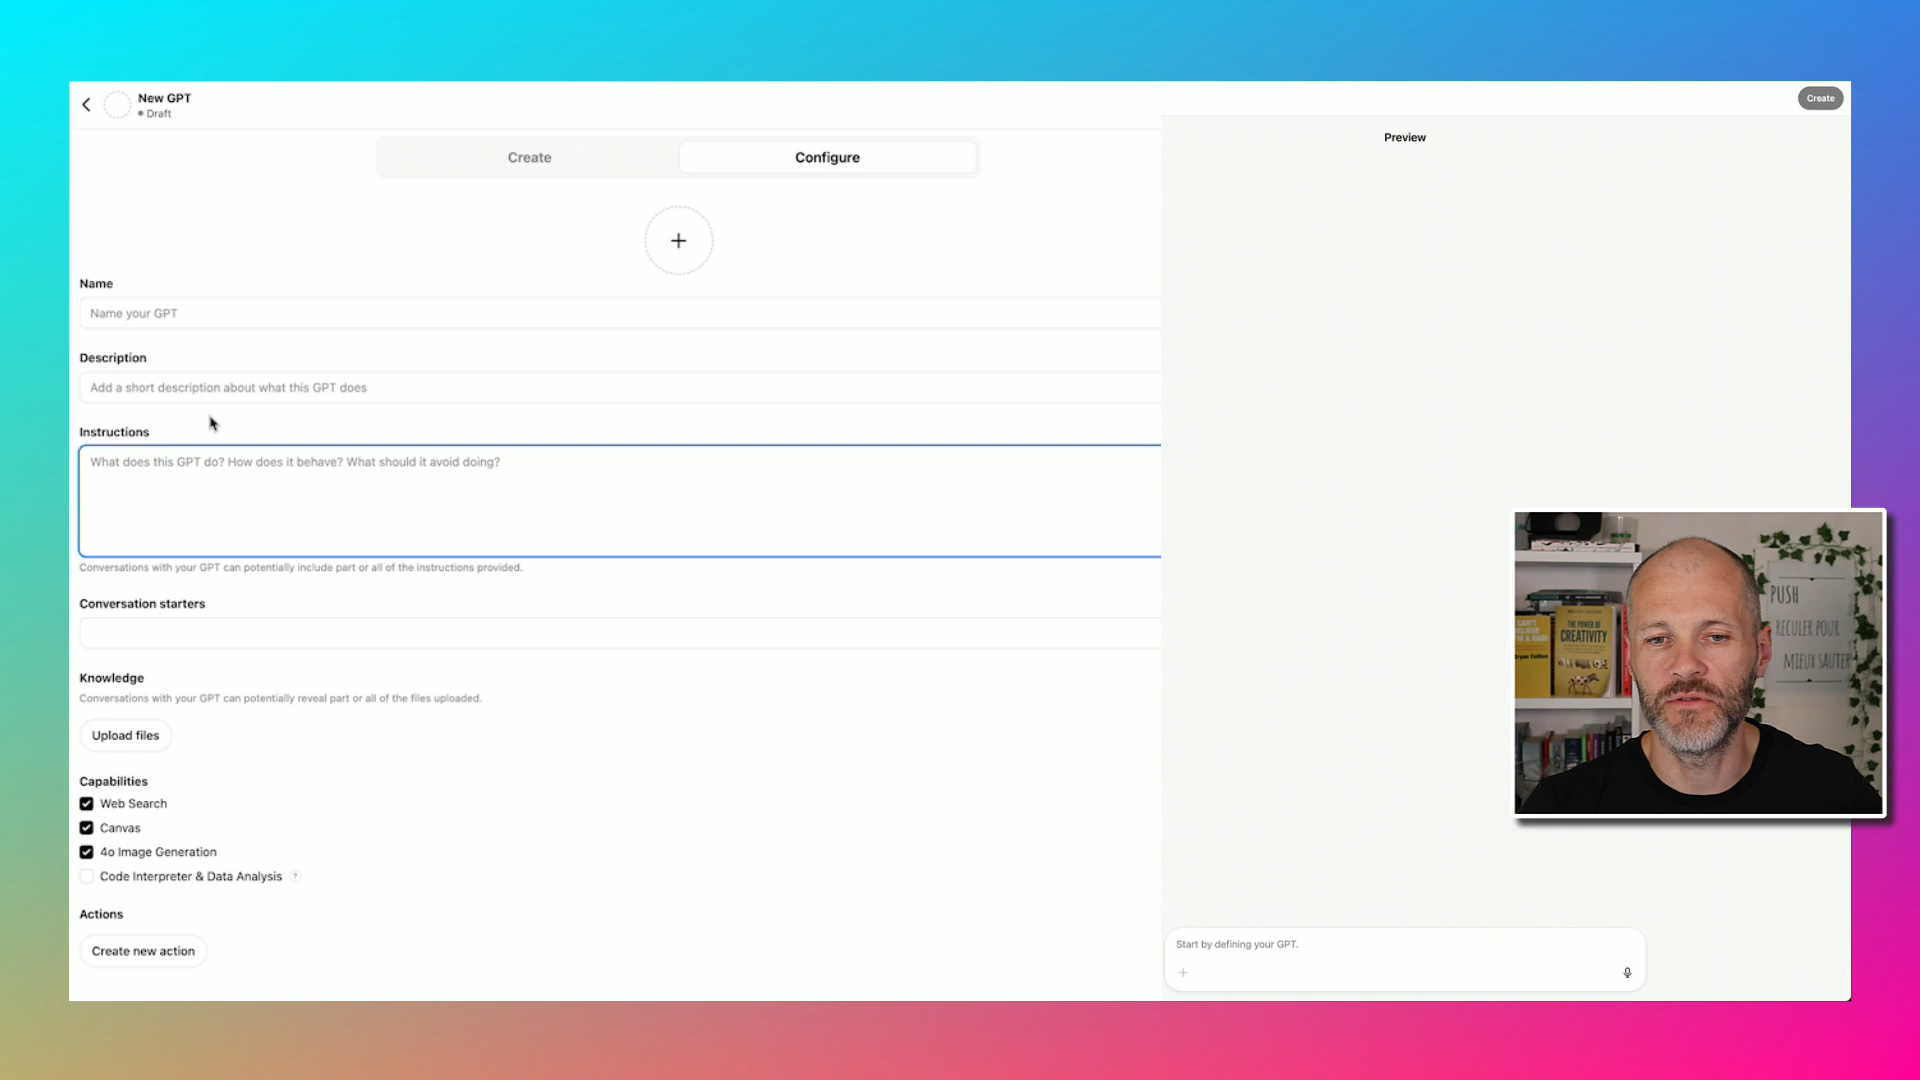 New GPT
Draft
Create
Create
Configure
Preview
Name
Name your GPT
Description
Add a short description about what this GPT does
Instructions
What does this GPT do? How does it behave? What should it avoid doing?
Conversations with your GPT can potentially include part or all of the instructions provided.
Conversation starters
Knowledge
Conversations with your GPT can potentially reveal part or all of the files uploaded.
Upload files
Capabilities
Web Search
Canvas
4o Image Generation
Code Interpreter & Data Analysis ?
Actions
Create new action
Start by defining your GPT.
THE POWER OF
CREATIVITY
Bryan Collins
PUSH
RECULER POUR
MIEUX SAUTER